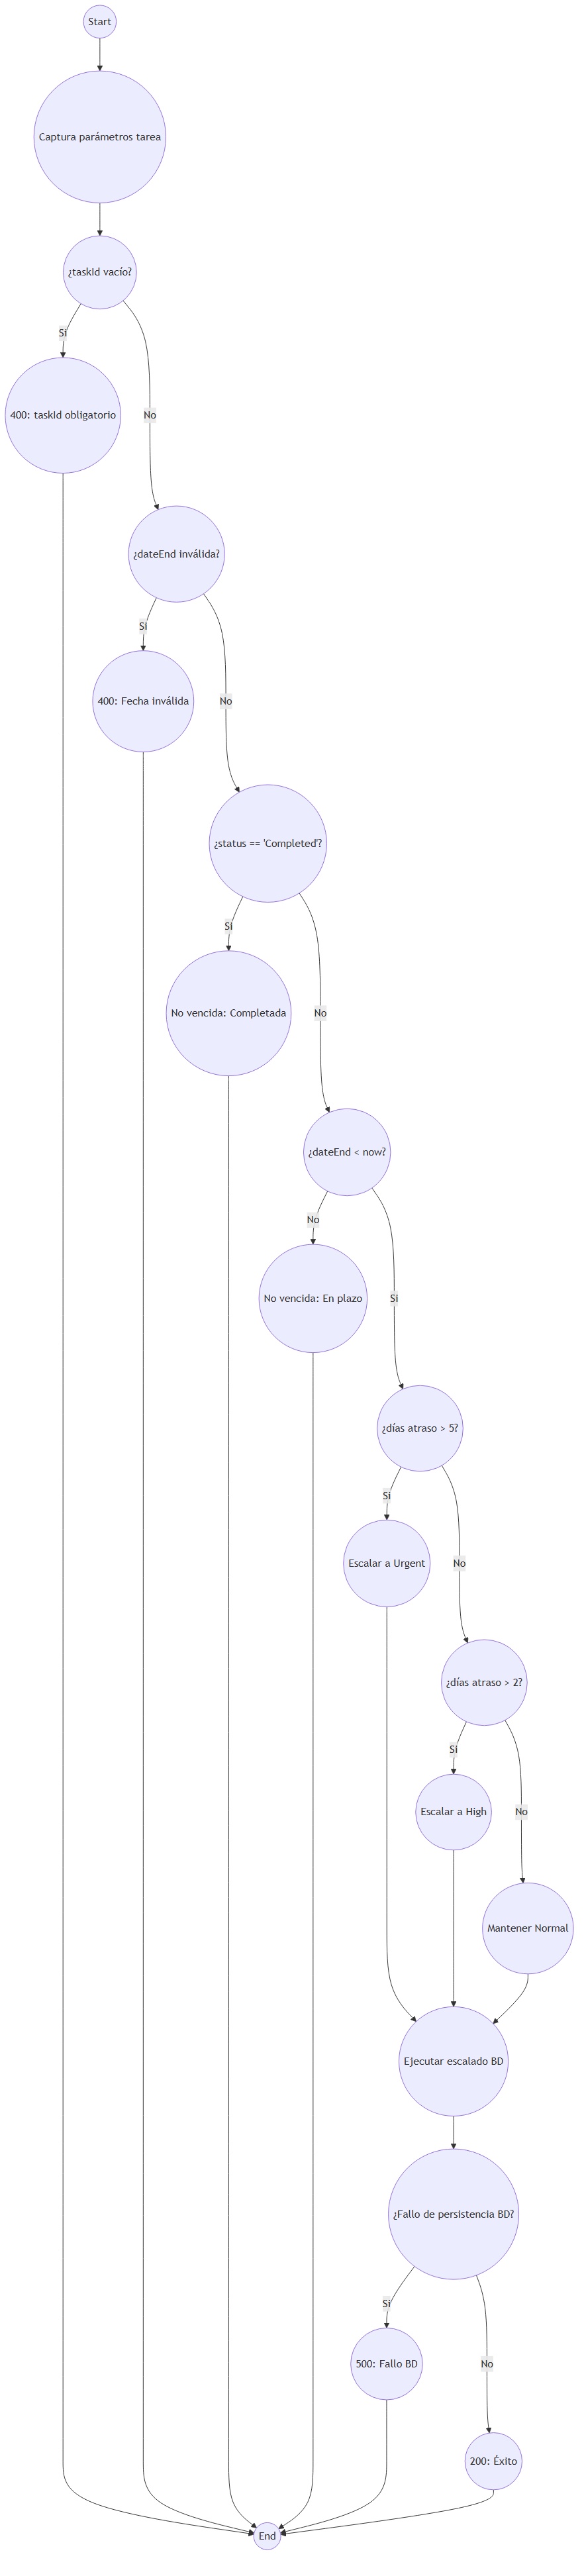 Start
Captura parámetros tarea
¿taskId vacío?
Sí
400: taskId obligatorio
No
¿dateEnd inválida?
Sí
400: Fecha inválida
No
¿status == 'Completed'?
Sí
No vencida: Completada
No
¿dateEnd < now?
No
No vencida: En plazo
Sí
¿días atraso > 5?
Sí
Escalar a Urgent
No
¿días atraso > 2?
Sí
Escalar a High
No
Mantener Normal
Ejecutar escalado BD
¿Fallo de persistencia BD?
Sí
500: Fallo BD
No
200: Éxito
End